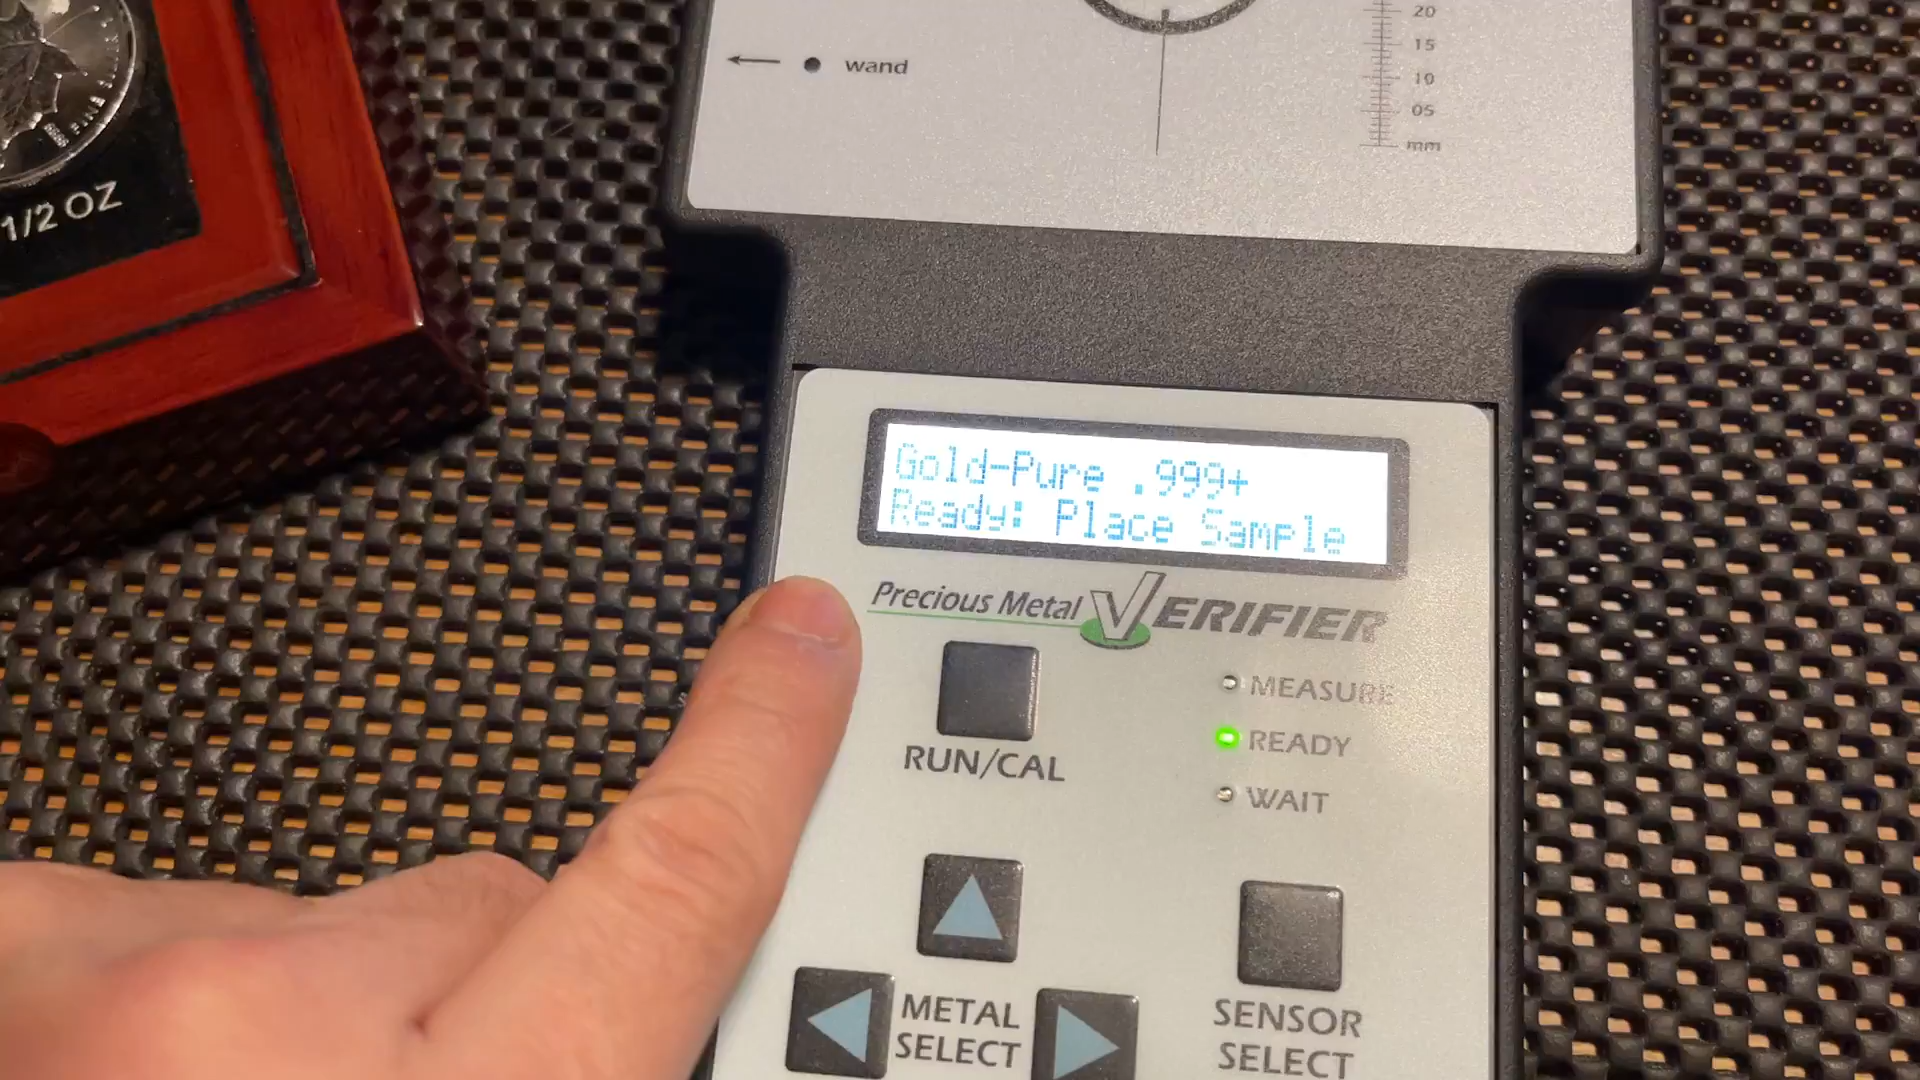 20
15
10
05
mm
wand
FINE
1/2 OZ
Gold-Pure .999+
Ready: Place Sample
Precious Metal VERIFIER
MEASURE
READY
WAIT
RUN/CAL
METAL
SELECT
SENSOR
SELECT